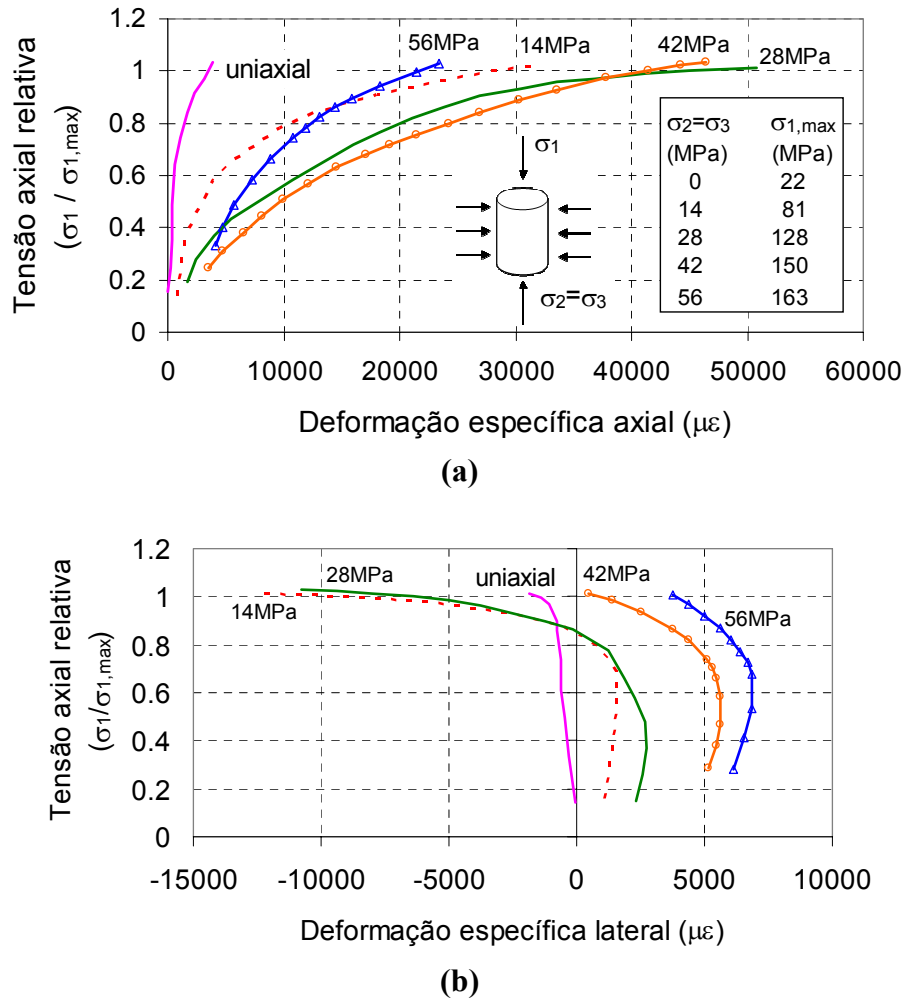 Tensão axial relativa
(σ1 / σ1,max)
1.2
1
0.8
0.6
0.4
0.2
0
uniaxial
56MPa
14MPa
42MPa
28MPa
σ1
σ2=σ3
σ2=σ3 σ1,max
(MPa) (MPa)
0 22
14 81
28 128
42 150
56 163
0 10000 20000 30000 40000 50000 60000
Deformação específica axial (με)
(a)
Tensão axial relativa
(σ1/σ1,max)
1.2
1
0.8
0.6
0.4
0.2
0
28MPa
14MPa
uniaxial
42MPa
56MPa
-15000 -10000 -5000 0 5000 10000
Deformação específica lateral (με)
(b)